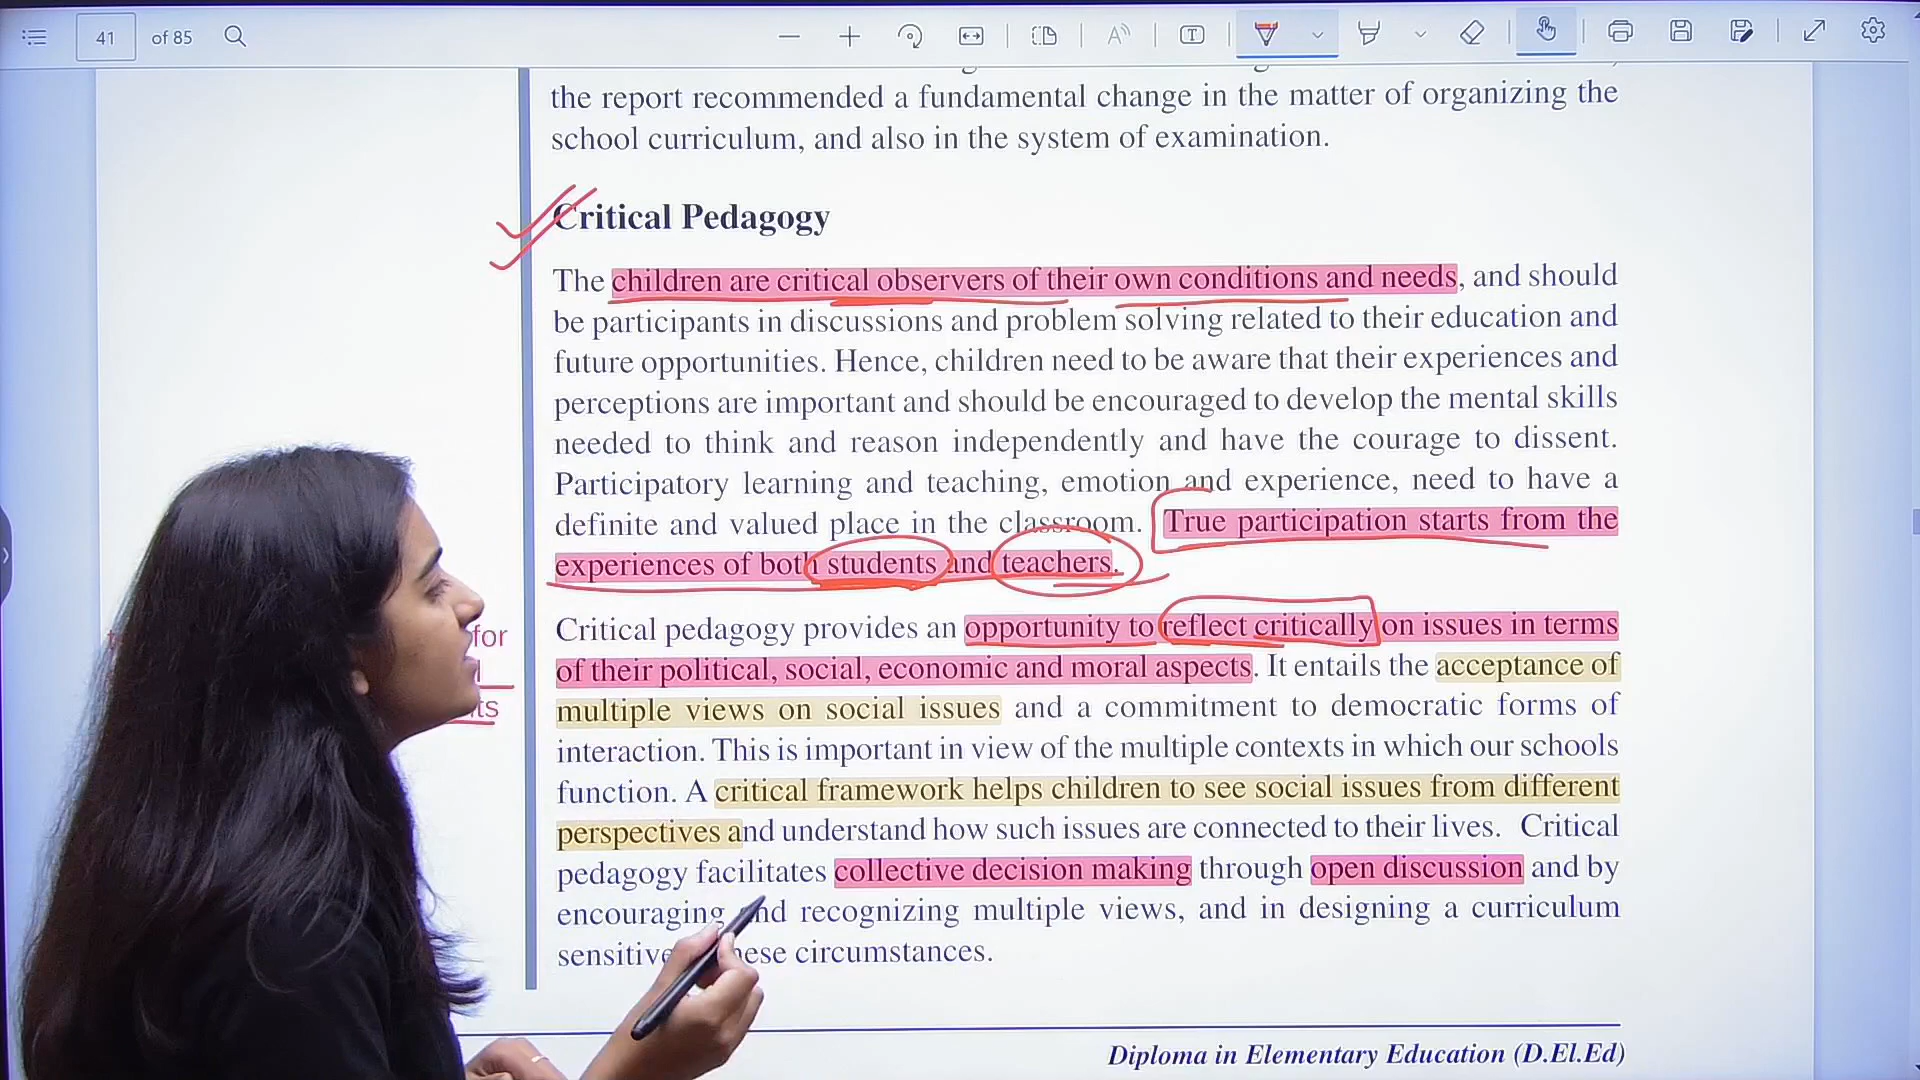 41 of 85
the report recommended a fundamental change in the matter of organizing the
school curriculum, and also in the system of examination.
Critical Pedagogy
The children are critical observers of their own conditions and needs, and should
be participants in discussions and problem solving related to their education and
future opportunities. Hence, children need to be aware that their experiences and
perceptions are important and should be encouraged to develop the mental skills
needed to think and reason independently and have the courage to dissent.
Participatory learning and teaching, emotion and experience, need to have a
definite and valued place in the classroom. True participation starts from the
experiences of both students and teachers.
for
Critical pedagogy provides an opportunity to reflect critically on issues in terms
of their political, social, economic and moral aspects. It entails the acceptance of
multiple views on social issues and a commitment to democratic forms of
interaction. This is important in view of the multiple contexts in which our schools
function. A critical framework helps children to see social issues from different
perspectives and understand how such issues are connected to their lives. Critical
pedagogy facilitates collective decision making through open discussion and by
encouraging and recognizing multiple views, and in designing a curriculum
circumstances.
Diploma in Elementary Education (D.El.Ed)